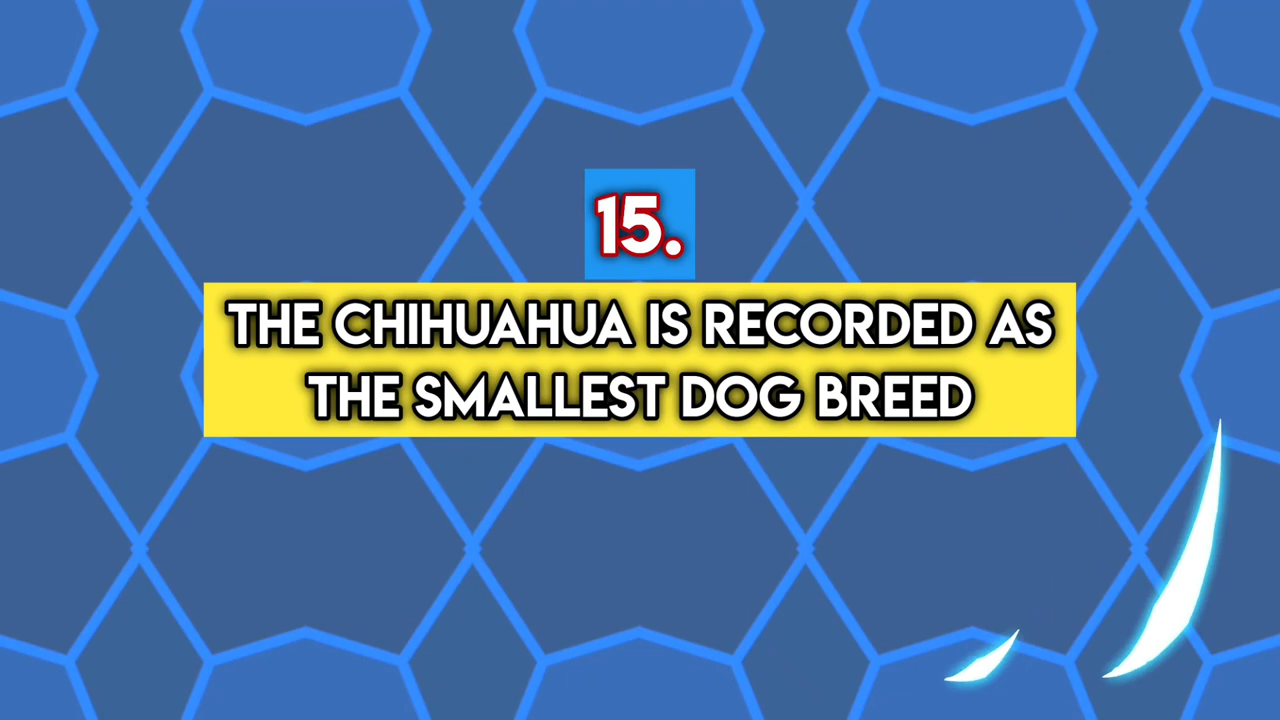 15.
THE CHIHUAHUA IS RECORDED AS
THE SMALLEST DOG BREED